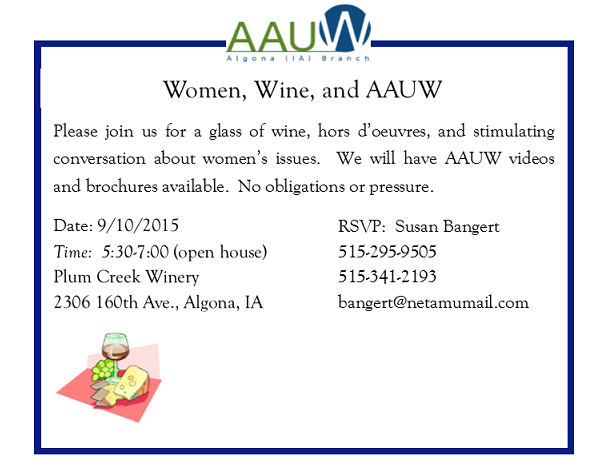 AAUW
Algona (IA) Branch
Women, Wine, and AAUW
Please join us for a glass of wine, hors d'oeuvres, and stimulating
conversation about women's issues.  We will have AAUW videos
and brochures available.  No obligations or pressure.
Date: 9/10/2015
Time:  5:30-7:00 (open house)
Plum Creek Winery
2306 160th Ave., Algona, IA
RSVP:  Susan Bangert
515-295-9505
515-341-2193
bangert@netamumail.com